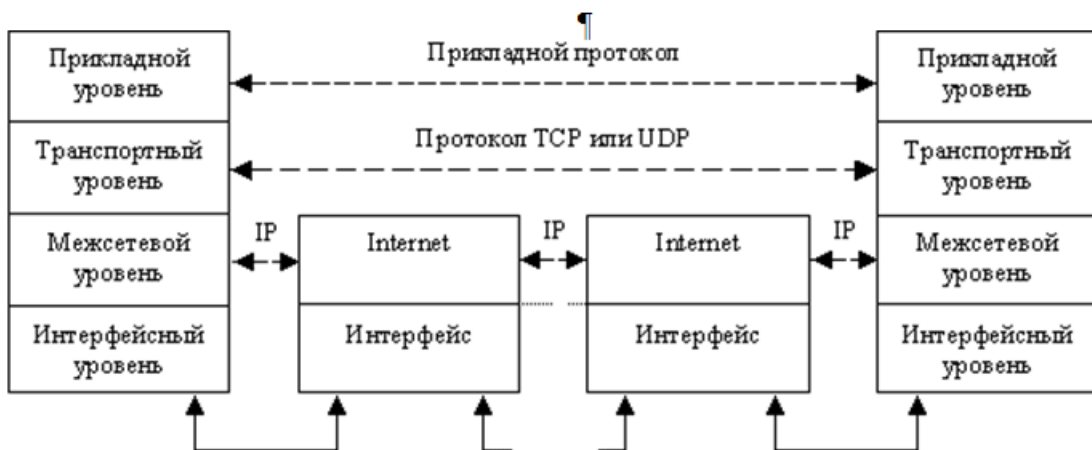 ¶
Прикладной
уровень
Прикладной протокол
Прикладной
уровень
Транспортный
уровень
Протокол TCP или UDP
Транспортный
уровень
Межсетевой
уровень
IP
Internet
IP
Internet
IP
Межсетевой
уровень
Интерфейсный
уровень
Интерфейс
Интерфейс
Интерфейсный
уровень